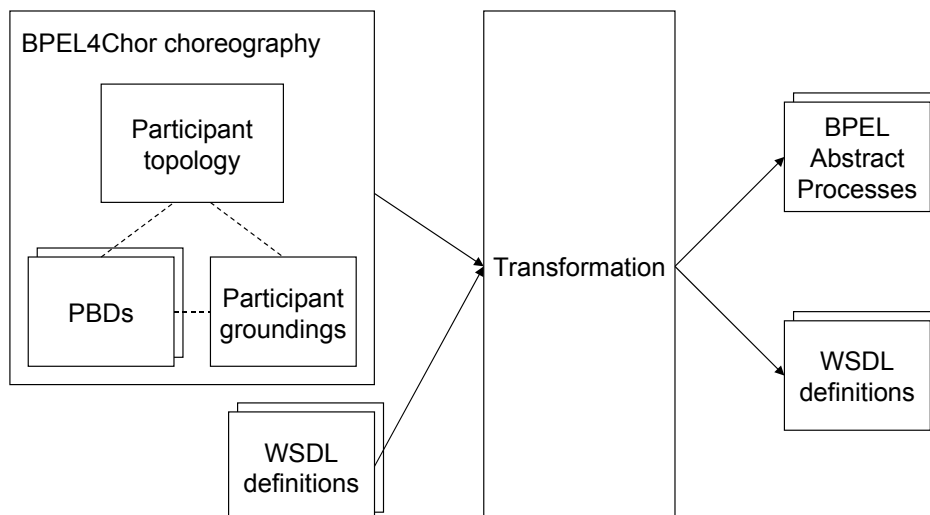 BPEL4Chor choreography
Participant
topology
PBDs
Participant
groundings
WSDL
definitions
Transformation
BPEL
Abstract
Processes
WSDL
definitions